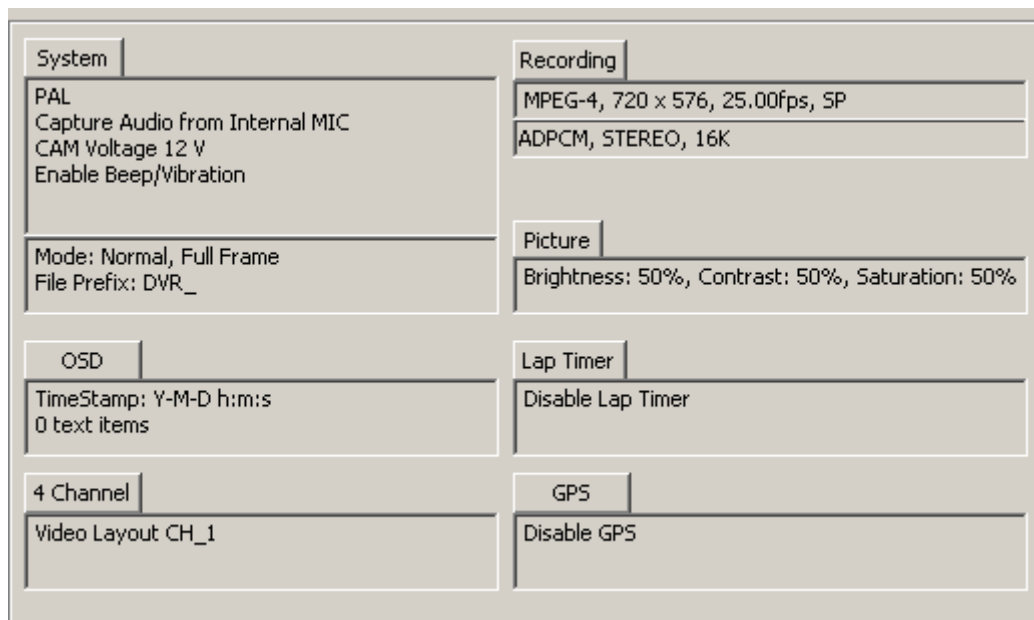 System
PAL
Capture Audio from Internal MIC
CAM Voltage 12 V
Enable Beep/Vibration
Mode: Normal, Full Frame
File Prefix: DVR_
Recording
MPEG-4, 720 x 576, 25.00fps, SP
ADPCM, STEREO, 16K
Picture
Brightness: 50%, Contrast: 50%, Saturation: 50%
OSD
TimeStamp: Y-M-D h:m:s
0 text items
Lap Timer
Disable Lap Timer
4 Channel
Video Layout CH_1
GPS
Disable GPS